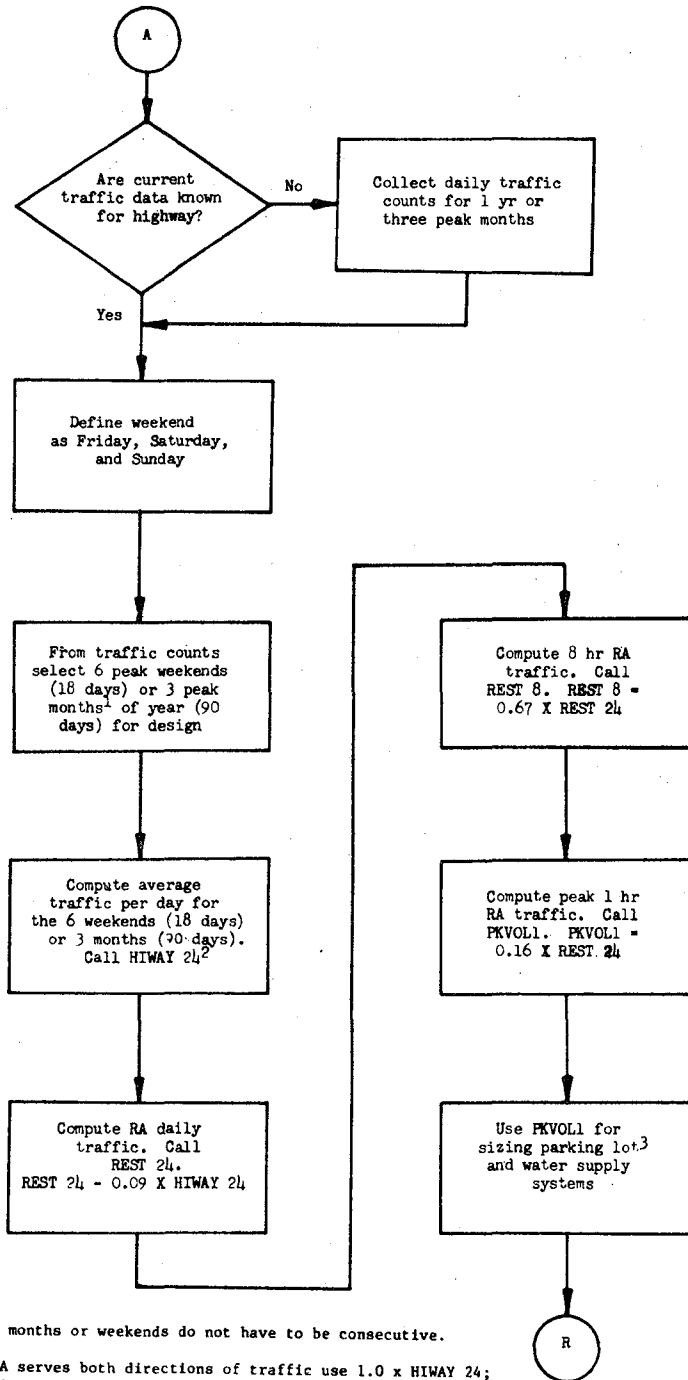 A
Are current
traffic data known
for highway?
No
Collect daily traffic
counts for 1 yr or
three peak months
Yes
Define weekend
as Friday, Saturday,
and Sunday
From traffic counts
select 6 peak weekends
(18 days) or 3 peak
months¹ of year (90
days) for design
Compute average
traffic per day for
the 6 weekends (18 days)
or 3 months (90 days).
Call HIWAY 24²
Compute RA daily
traffic. Call
REST 24.
REST 24 - 0.09 X HIWAY 24
Compute 8 hr RA
traffic. Call
REST 8. REST 8 =
0.67 X REST 24
Compute peak 1 hr
RA traffic. Call
PKVOL1. PKVOL1 =
0.16 X REST 24
Use PKVOL1 for
sizing parking lot³
and water supply
systems
R
months or weekends do not have to be consecutive.
A serves both directions of traffic use 1.0 x HIWAY 24;